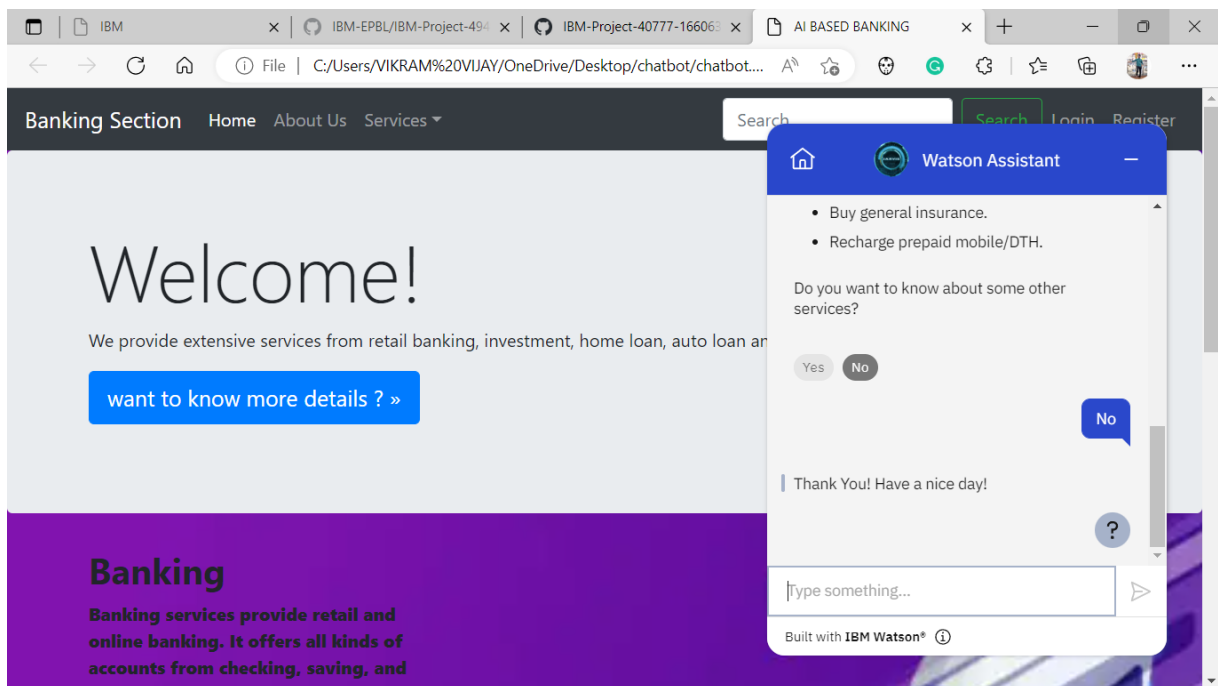 IBM
IBM-EPBL/IBM-Project-494
IBM-Project-40777-166063
AI BASED BANKING
File
C:/Users/VIKRAM%20VIJAY/OneDrive/Desktop/chatbot/chatbot....
Banking Section
Home
About Us
Services
Search
Search
Login
Register
Welcome!
We provide extensive services from retail banking, investment, home loan, auto loan an
want to know more details ? »
Banking
Banking services provide retail and
online banking. It offers all kinds of
accounts from checking, saving, and
Watson Assistant
• Buy general insurance.
• Recharge prepaid mobile/DTH.
Do you want to know about some other
services?
Yes
No
No
Thank You! Have a nice day!
?
Type something...
Built with IBM Watson®